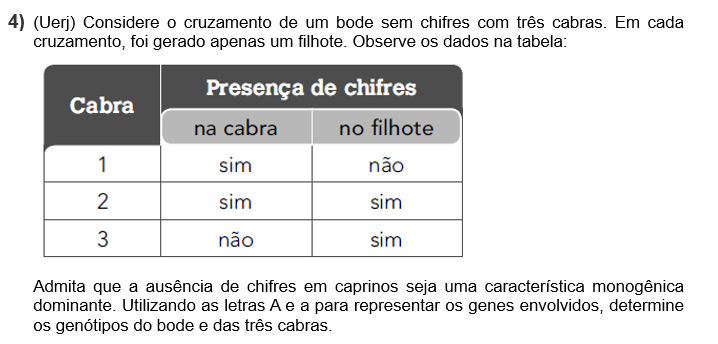 4) (Uerj) Considere o cruzamento de um bode sem chifres com três cabras. Em cada
cruzamento, foi gerado apenas um filhote. Observe os dados na tabela:
Cabra Presença de chifres
na cabra no filhote
1 sim não
2 sim sim
3 não sim
Admita que a ausência de chifres em caprinos seja uma característica monogênica
dominante. Utilizando as letras A e a para representar os genes envolvidos, determine
os genótipos do bode e das três cabras.